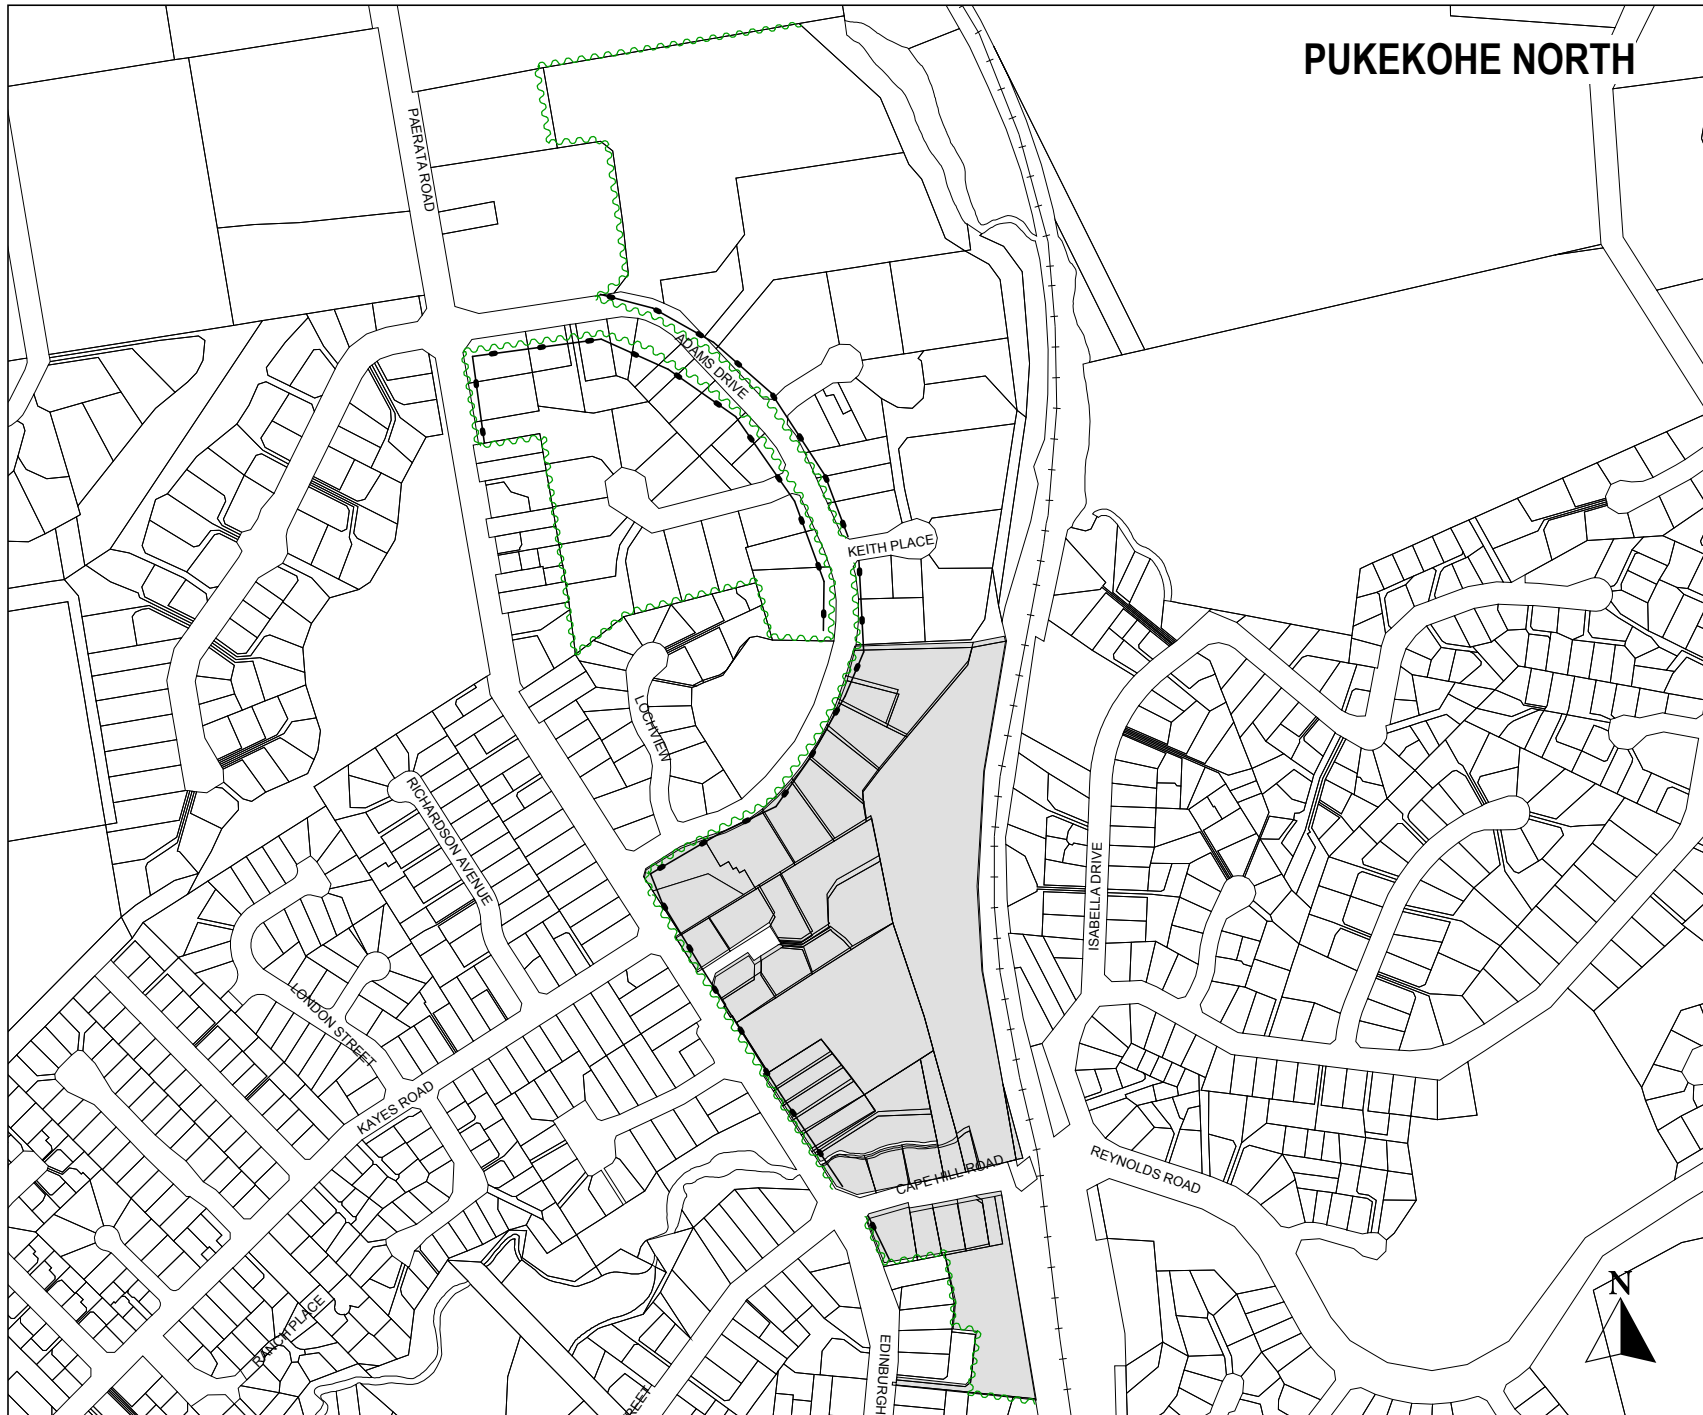 PUKEKOHE NORTH
PAERATA ROAD
ADAMS DRIVE
KEITH PLACE
LOCHVIEW
RICHARDSON AVENUE
ISABELLA DRIVE
LONDON STREET
KAYES ROAD
CAPE HILL ROAD
REYNOLDS ROAD
N
RANCH PLACE
EDINBURGH
REET